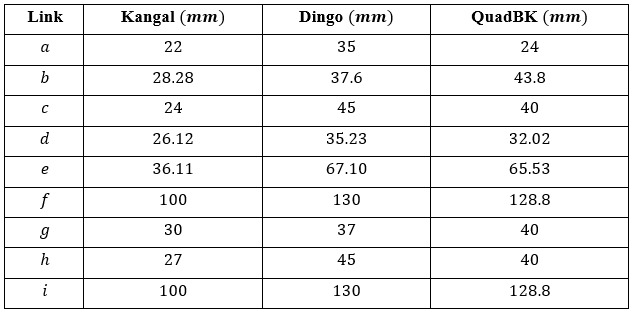 Link Kangal (mm) Dingo (mm) QuadBK (mm)
a 22 35 24
b 28.28 37.6 43.8
c 24 45 40
d 26.12 35.23 32.02
e 36.11 67.10 65.53
f 100 130 128.8
g 30 37 40
h 27 45 40
i 100 130 128.8